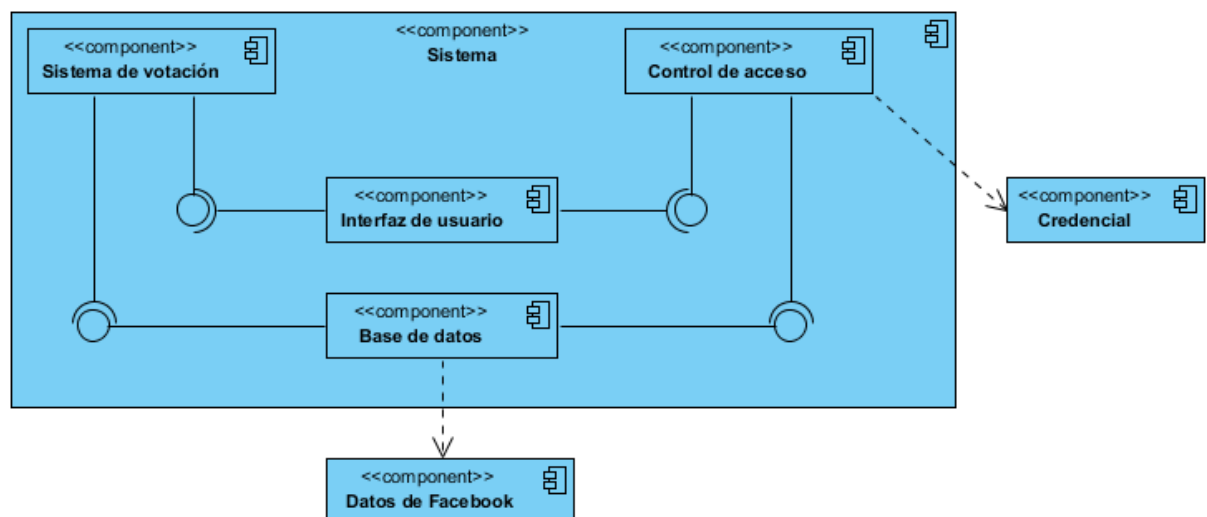 <<component>>
Sistema
<<component>>
Sistema de votación
<<component>>
Control de acceso
<<component>>
Interfaz de usuario
<<component>>
Credencial
<<component>>
Base de datos
<<component>>
Datos de Facebook